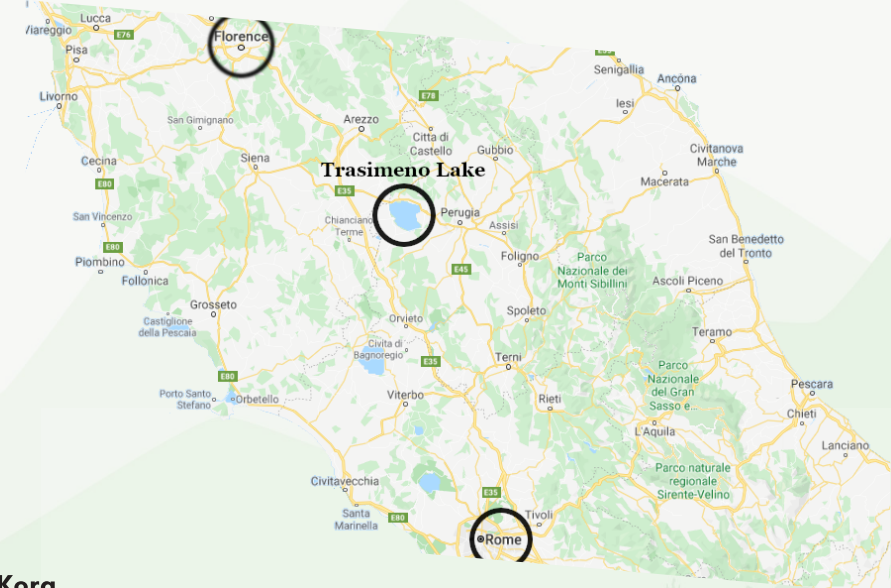 Lucca
Viareggio
E76
Florence
Pisa
Senigallia
Ancona
Livorno
E78
Iesi
San Gimignano
Arezzo
Citta di
Castello
Gubbio
Civitanova
Marche
Siena
Cecina
Trasimeno Lake
E80
E35
Macerata
San Vincenzo
Chianciano
Terme
Perugia
Assisi
San Benedetto
del Tronto
E80
Piombino
Follonica
E45
Foligno
Parco
Nazionale dei
Monti Sibillini
Ascoli Piceno
Grosseto
Castiglione
della Pescaia
Orvieto
Spoleto
Teramo
Civita di
Bagnoregio
E35
Terni
Parco
Nazionale
del Gran
Sasso e...
E80
Porto Santo
Stefano
Orbetello
Viterbo
Rieti
Pescara
Chieti
L'Aquila
Lanciano
Parco naturale
regionale
Sirente-Velino
Civitavecchia
E35
Santa
Marinella
E80
Tivoli
Rome
Korg